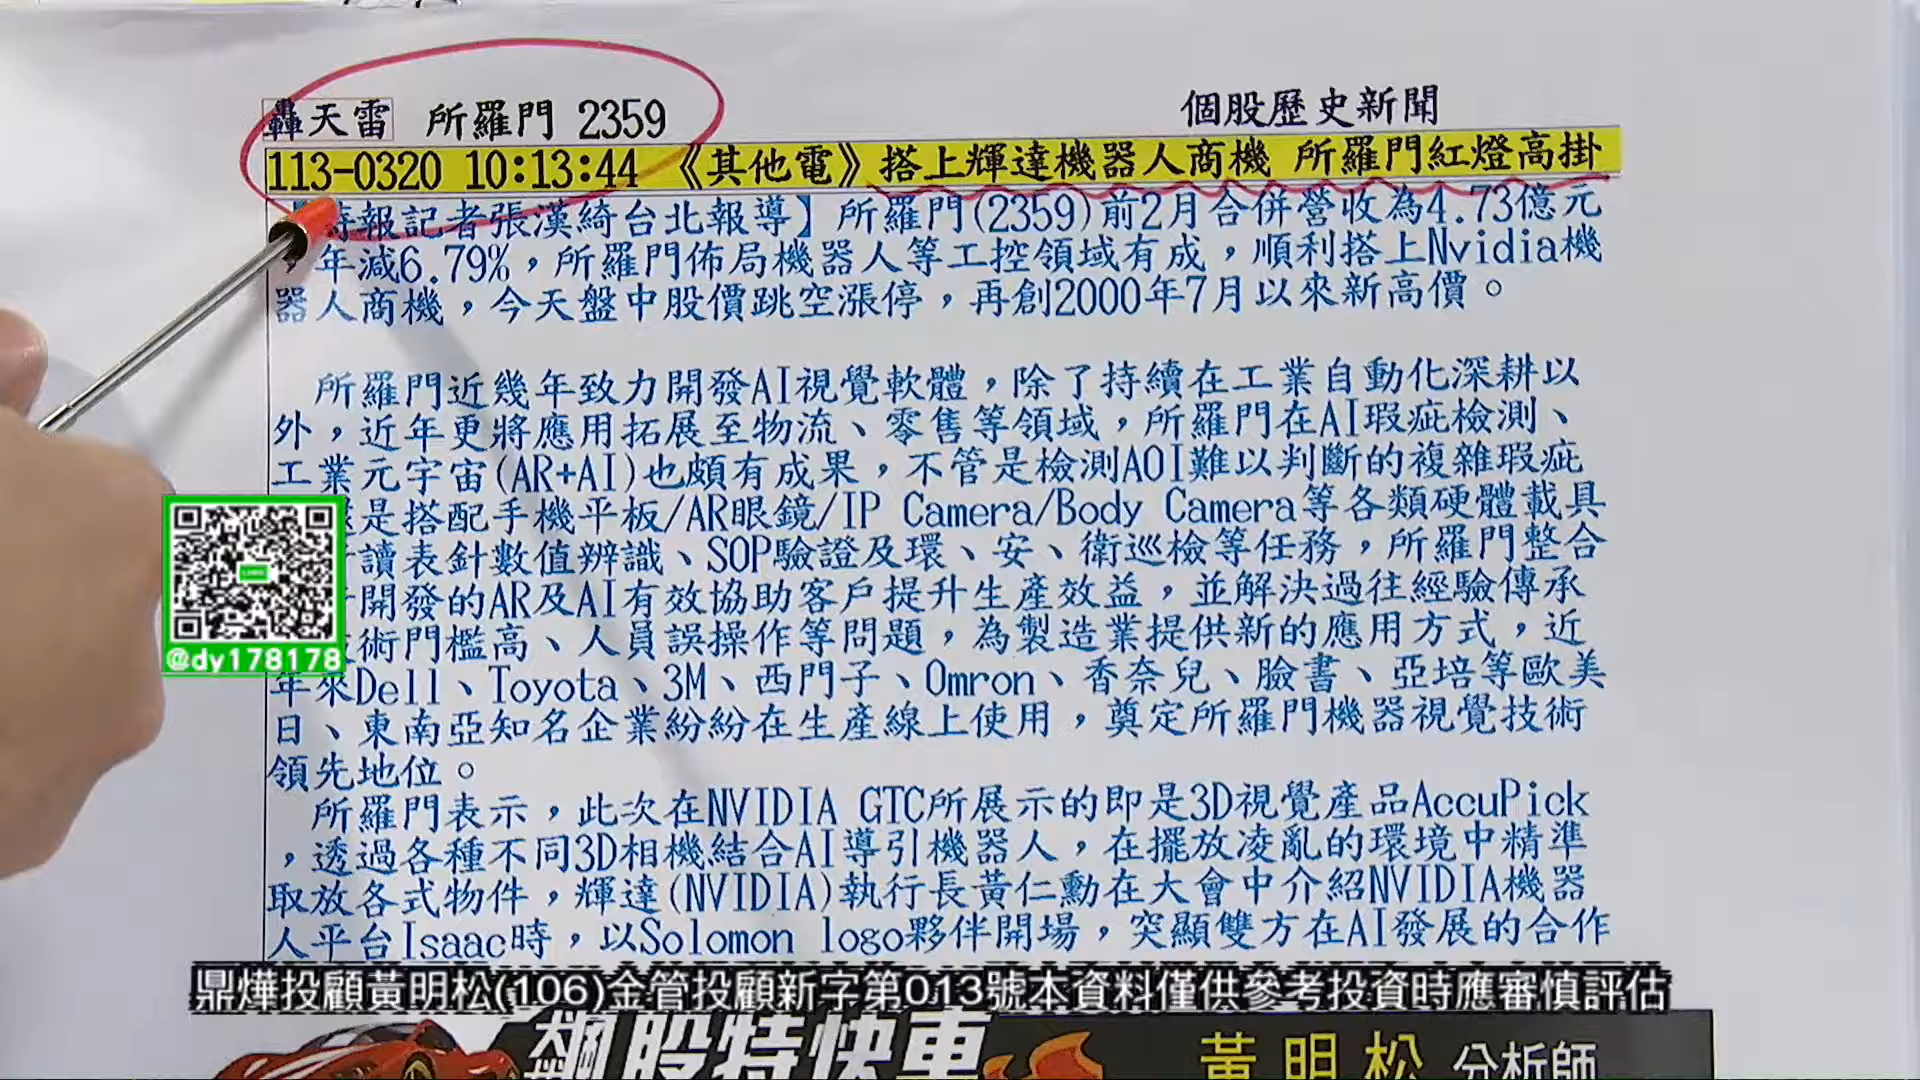 轟天雷 所羅門 2359
個股歷史新聞
113-0320 10:13:44 《其他電》搭上輝達機器人商機 所羅門紅燈高掛
時報記者張漢綺台北報導】所羅門(2359)前2月合併營收為4.73億元
，年減6.79%，所羅門佈局機器人等工控領域有成，順利搭上Nvidia機
器人商機，今天盤中股價跳空漲停，再創2000年7月以來新高價。
所羅門近幾年致力開發AI視覺軟體，除了持續在工業自動化深耕以
外，近年更將應用拓展至物流、零售等領域，所羅門在AI瑕疵檢測、
工業元宇宙(AR+AI)也頗有成果，不管是檢測AOI難以判斷的複雜瑕疵
是搭配手機平板/AR眼鏡/IP Camera/Body Camera等各類硬體載具
讀表針數值辨識、SOP驗證及環、安、衛巡檢等任務，所羅門整合
開發的AR及AI有效協助客戶提升生產效益，並解決過往經驗傳承
術門檻高、人員誤操作等問題，為製造業提供新的應用方式，近
年來Dell、Toyota、3M、西門子、Omron、香奈兒、臉書、亞培等歐美
日、東南亞知名企業紛紛在生產線上使用，奠定所羅門機器視覺技術
領先地位。
所羅門表示，此次在NVIDIA GTC所展示的即是3D視覺產品AccuPick
，透過各種不同3D相機結合AI導引機器人，在擺放凌亂的環境中精準
取放各式物件，輝達(NVIDIA)執行長黃仁勳在大會中介紹NVIDIA機器
人平台Isaac時，以Solomon logo夥伴開場，突顯雙方在AI發展的合作
@dy178178
鼎燁投顧黃明松(106)金管投顧新字第013號本資料僅供參考投資時應審慎評估
飆股特快車
黃明松 分析師